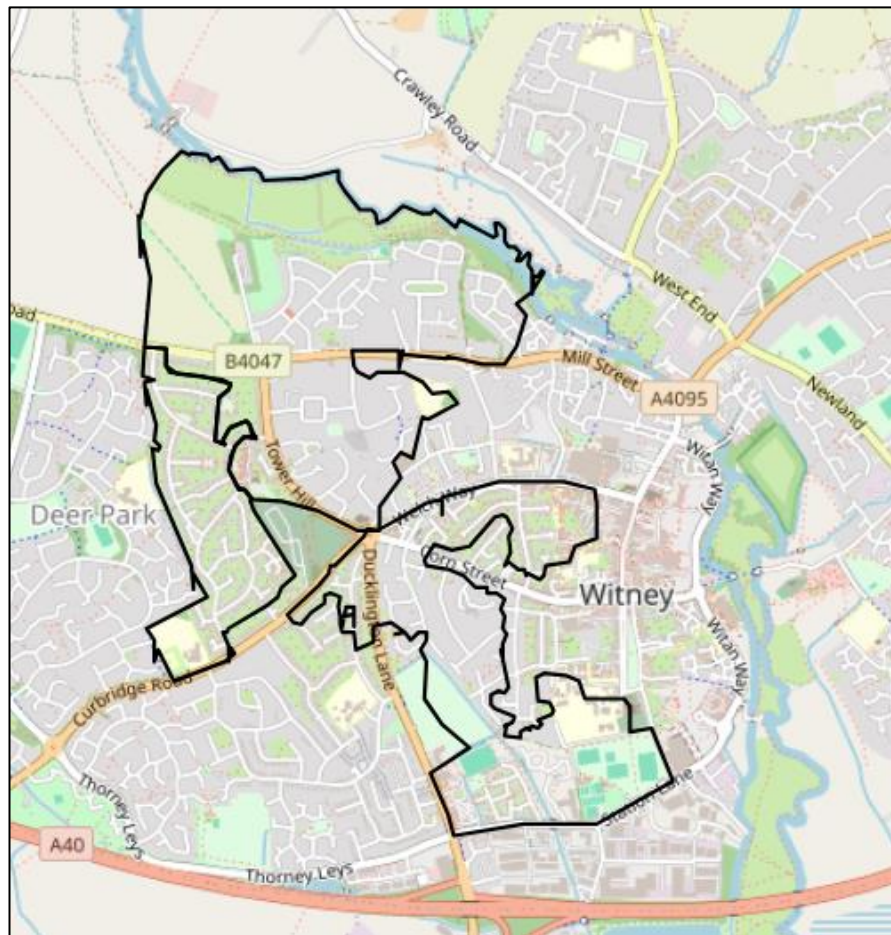 Crawley Road
West End
oad
B4047
Mill Street
A4095
Newland
Tower Hill
Witan Way
Deer Park
Welch Way
Corn Street
Ducklington Lane
Witney
Witan Way
Curbridge Road
Thorney Leys
Station Lane
A40
Thorney Leys